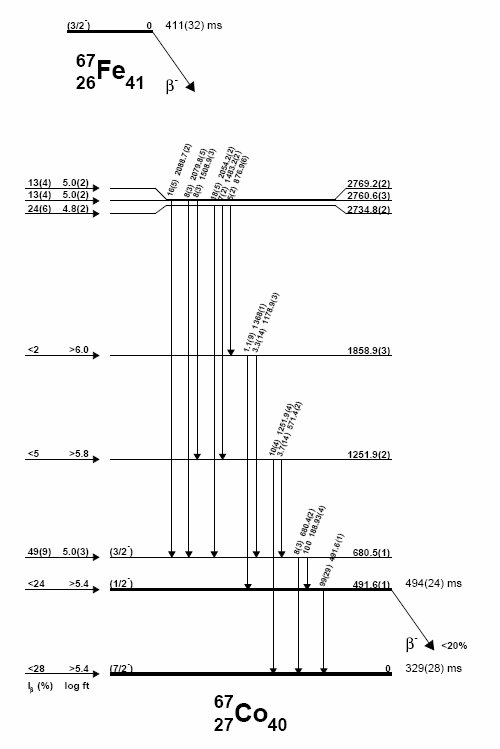 (3/2⁻) 0 411(32) ms
⁶⁷₂₆Fe₄₁
β⁻
16(5) 2088.7(2)
8(3) 2079.8(5)
8(3) 1508.9(3)
18(5) 2054.2(2)
7(2) 1483.2(2)
5(2) 876.9(6)
13(4) 5.0(2) 2769.2(2)
13(4) 5.0(2) 2760.6(3)
24(6) 4.8(2) 2734.8(2)
1.1(9) 1368(1)
3.3(14) 1178.9(3)
<2 >6.0 1858.9(3)
10(4) 1251.9(4)
3.7(14) 571.4(2)
<5 >5.8 1251.9(2)
8(3) 680.4(2)
100 188.93(4)
99(29) 491.6(1)
49(9) 5.0(3) (3/2⁻) 680.5(1)
<24 >5.4 (1/2⁻) 491.6(1) 494(24) ms
β⁻ <20%
<28 >5.4 (7/2⁻) 0 329(28) ms
Iβ (%) log ft
⁶⁷₂₇Co₄₀